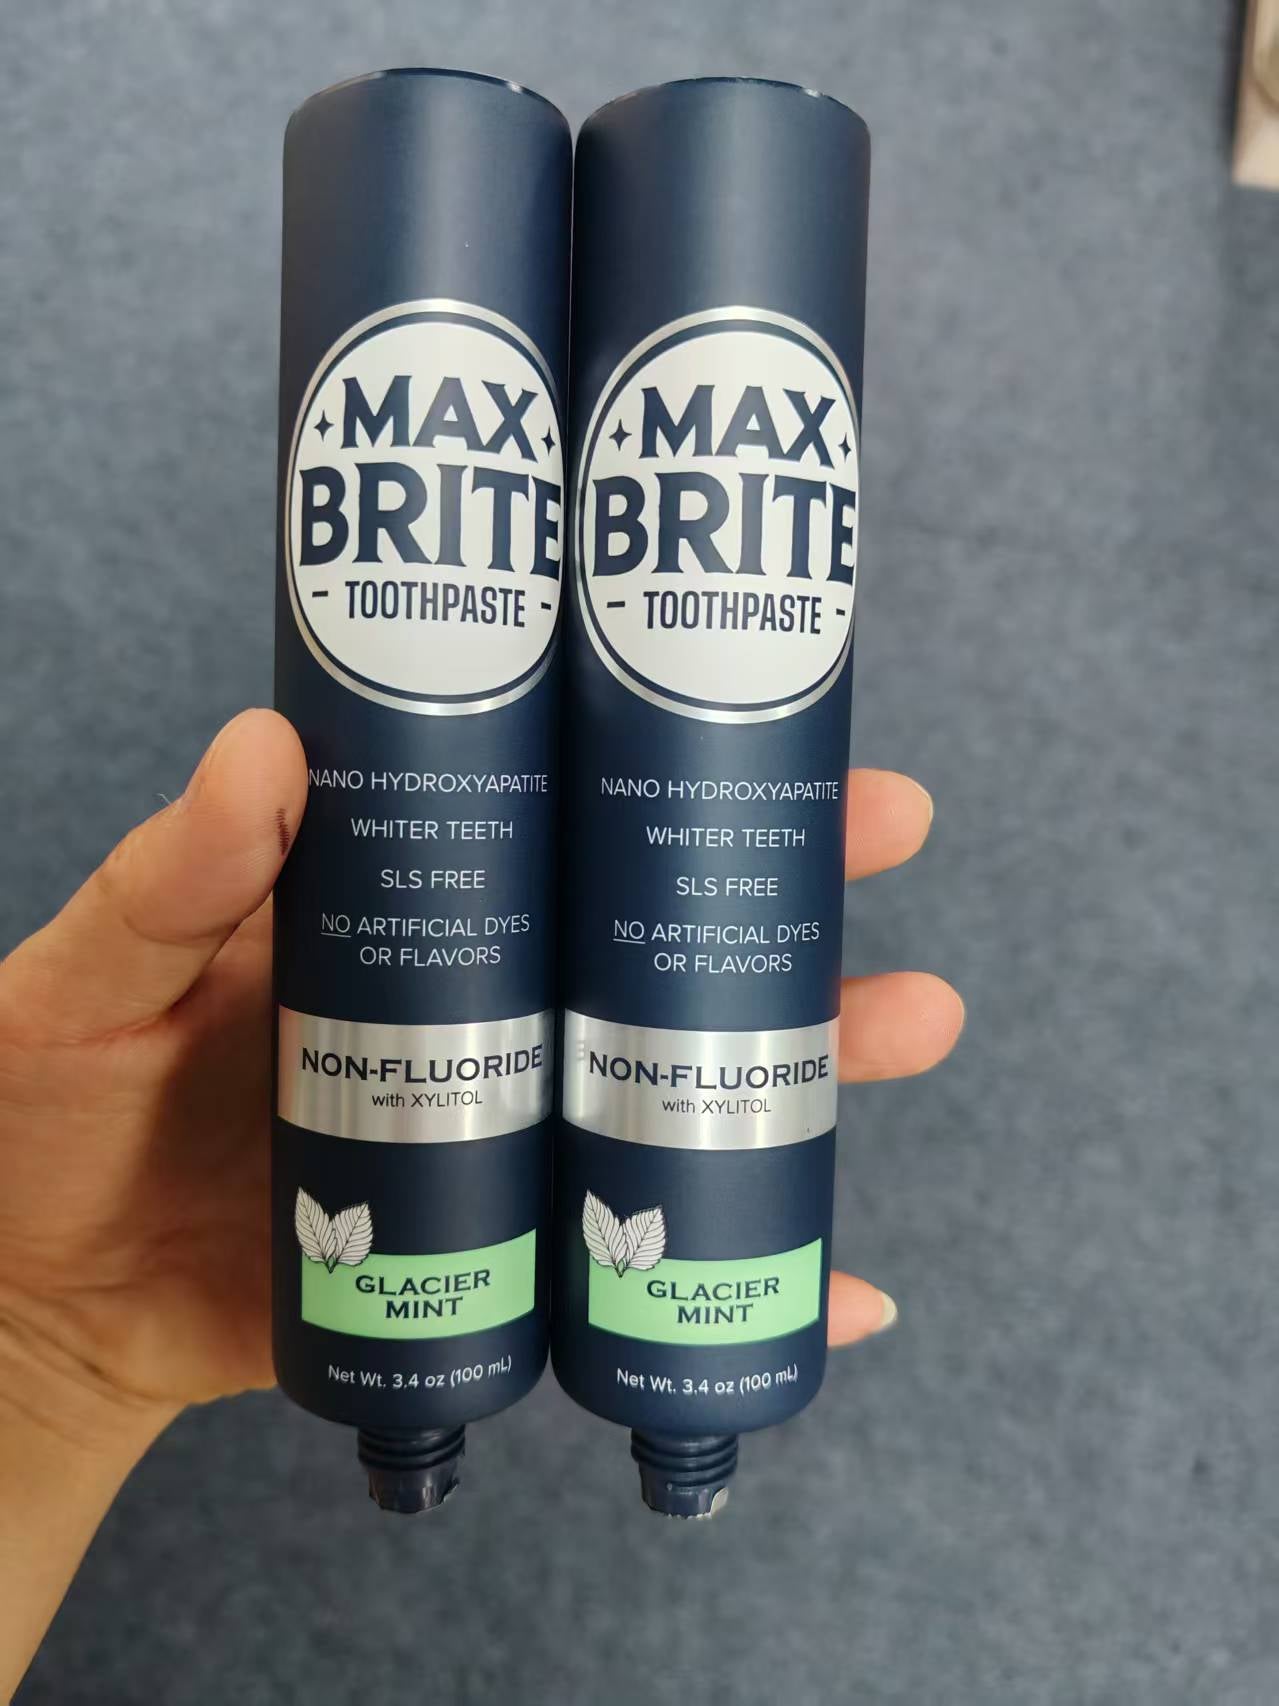 MAX
BRITE
- TOOTHPASTE -
NANO HYDROXYAPATITE
WHITER TEETH
SLS FREE
NO ARTIFICIAL DYES
OR FLAVORS
NON-FLUORIDE
with XYLITOL
GLACIER
MINT
Net Wt. 3.4 oz (100 mL)
MAX
BRITE
- TOOTHPASTE -
NANO HYDROXYAPATITE
WHITER TEETH
SLS FREE
NO ARTIFICIAL DYES
OR FLAVORS
NON-FLUORIDE
with XYLITOL
GLACIER
MINT
Net Wt. 3.4 oz (100 mL)